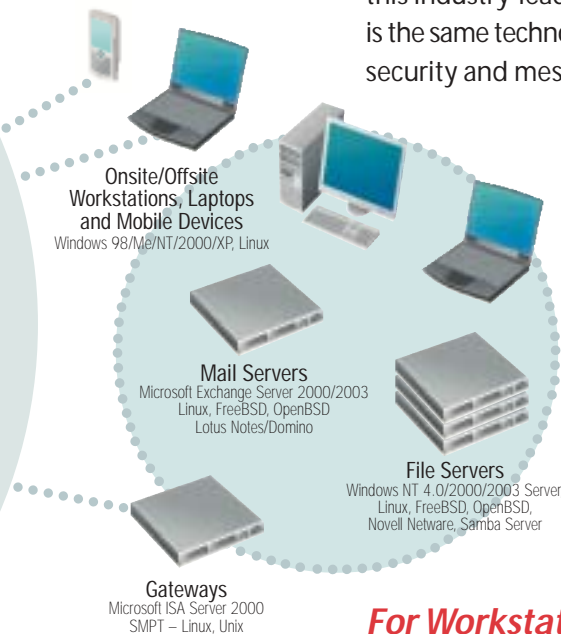 this industry-lead
is the same techno
security and mes
Onsite/Offsite
Workstations, Laptops
and Mobile Devices
Windows 98/Me/NT/2000/XP, Linux
Mail Servers
Microsoft Exchange Server 2000/2003
Linux, FreeBSD, OpenBSD
Lotus Notes/Domino
File Servers
Windows NT 4.0/2000/2003 Server
Linux, FreeBSD, OpenBSD,
Novell Netware, Samba Server
Gateways
Microsoft ISA Server 2000
SMPT – Linux, Unix
For Workstat